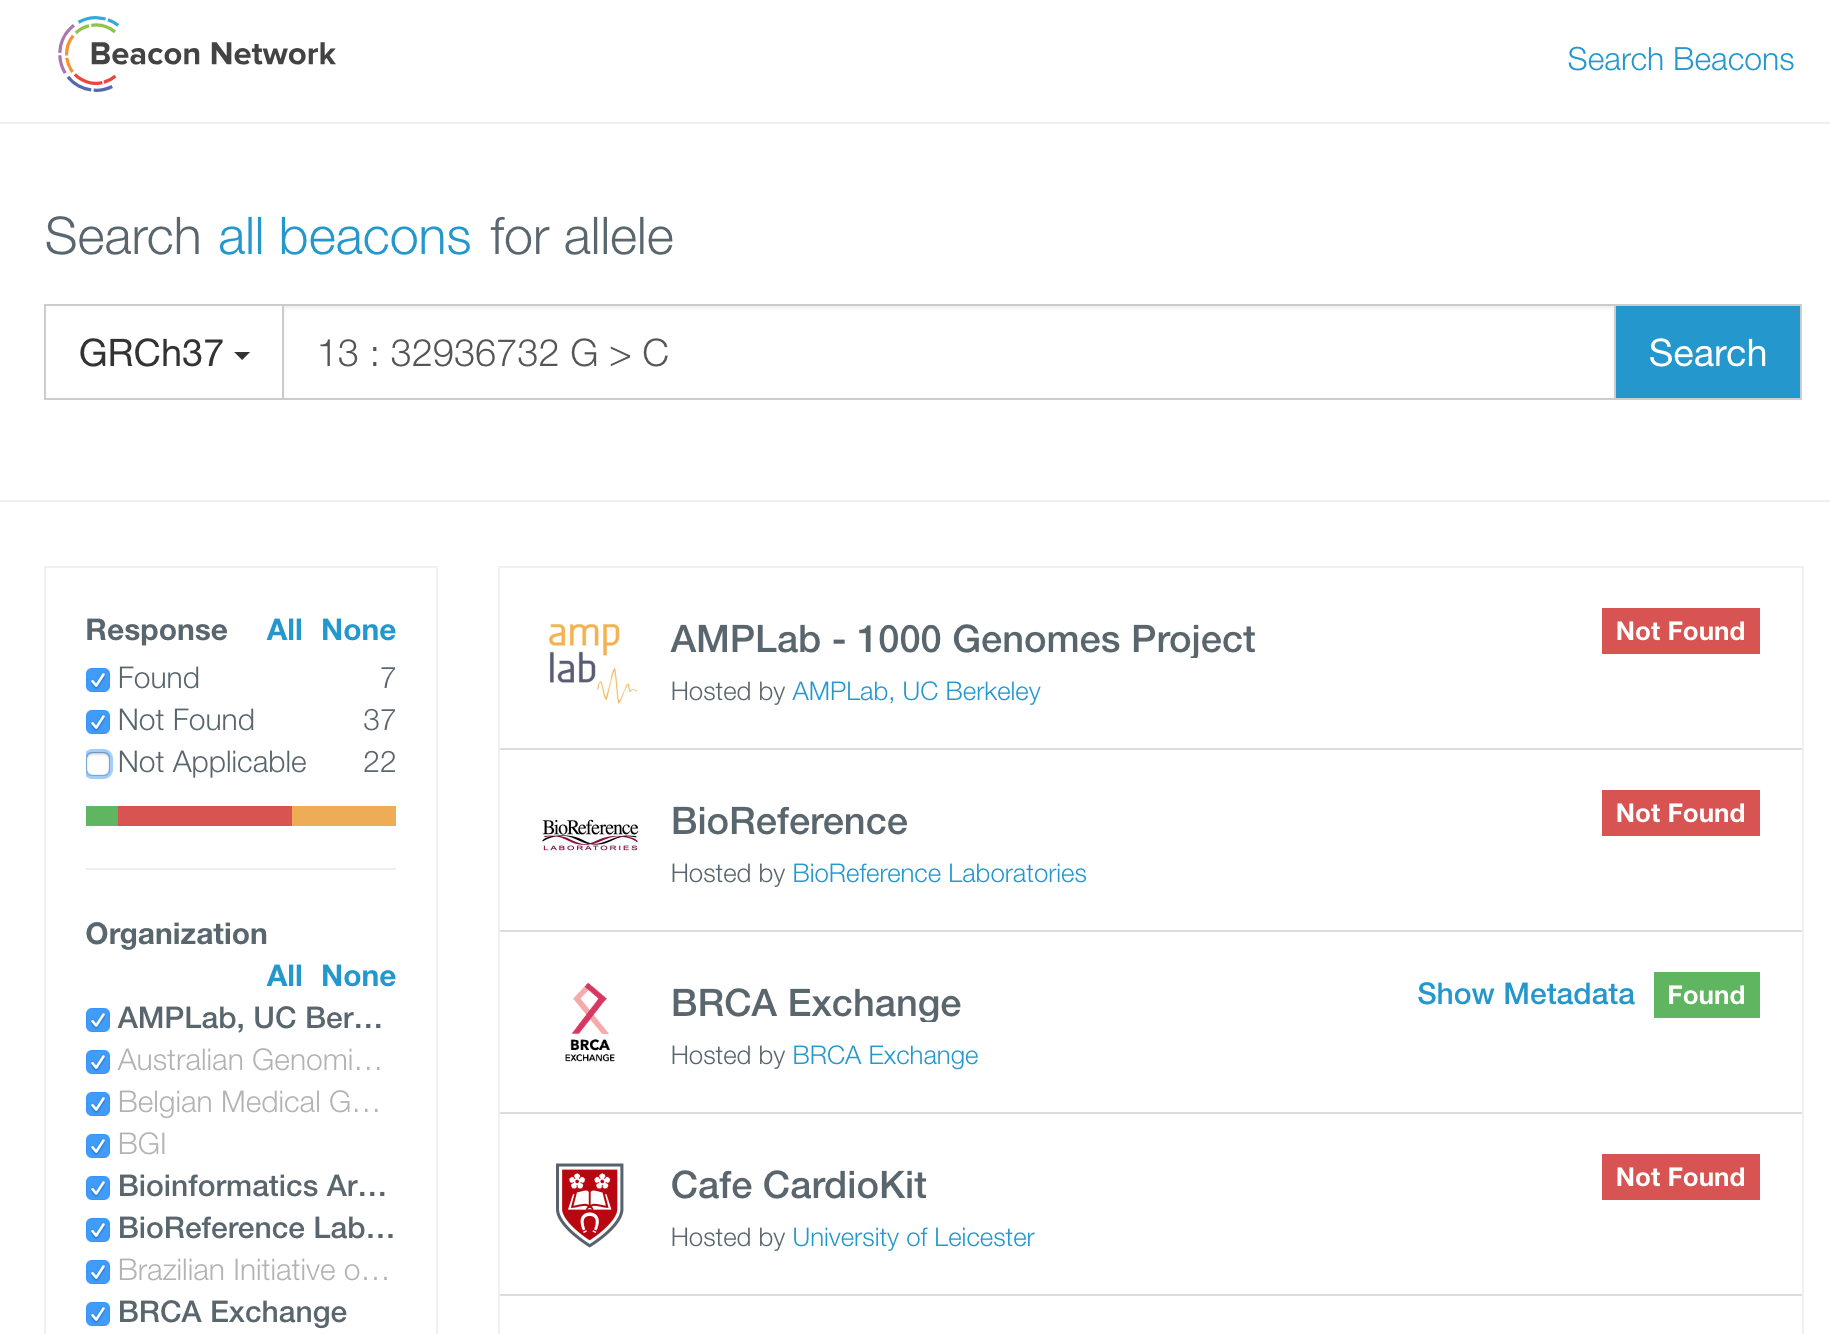 Beacon Network
Search Beacons
Search all beacons for allele
GRCh37
13 : 32936732 G > C
Search
Response All None
Found 7
Not Found 37
Not Applicable 22
Organization
All None
AMPLab, UC Ber...
Australian Genomi...
Belgian Medical G...
BGI
Bioinformatics Ar...
BioReference Lab...
Brazilian Initiative o...
BRCA Exchange
amp
lab
AMPLab - 1000 Genomes Project
Not Found
Hosted by AMPLab, UC Berkeley
BioReference
LABORATORIES
BioReference
Not Found
Hosted by BioReference Laboratories
BRCA
EXCHANGE
BRCA Exchange
Show Metadata Found
Hosted by BRCA Exchange
Cafe CardioKit
Not Found
Hosted by University of Leicester